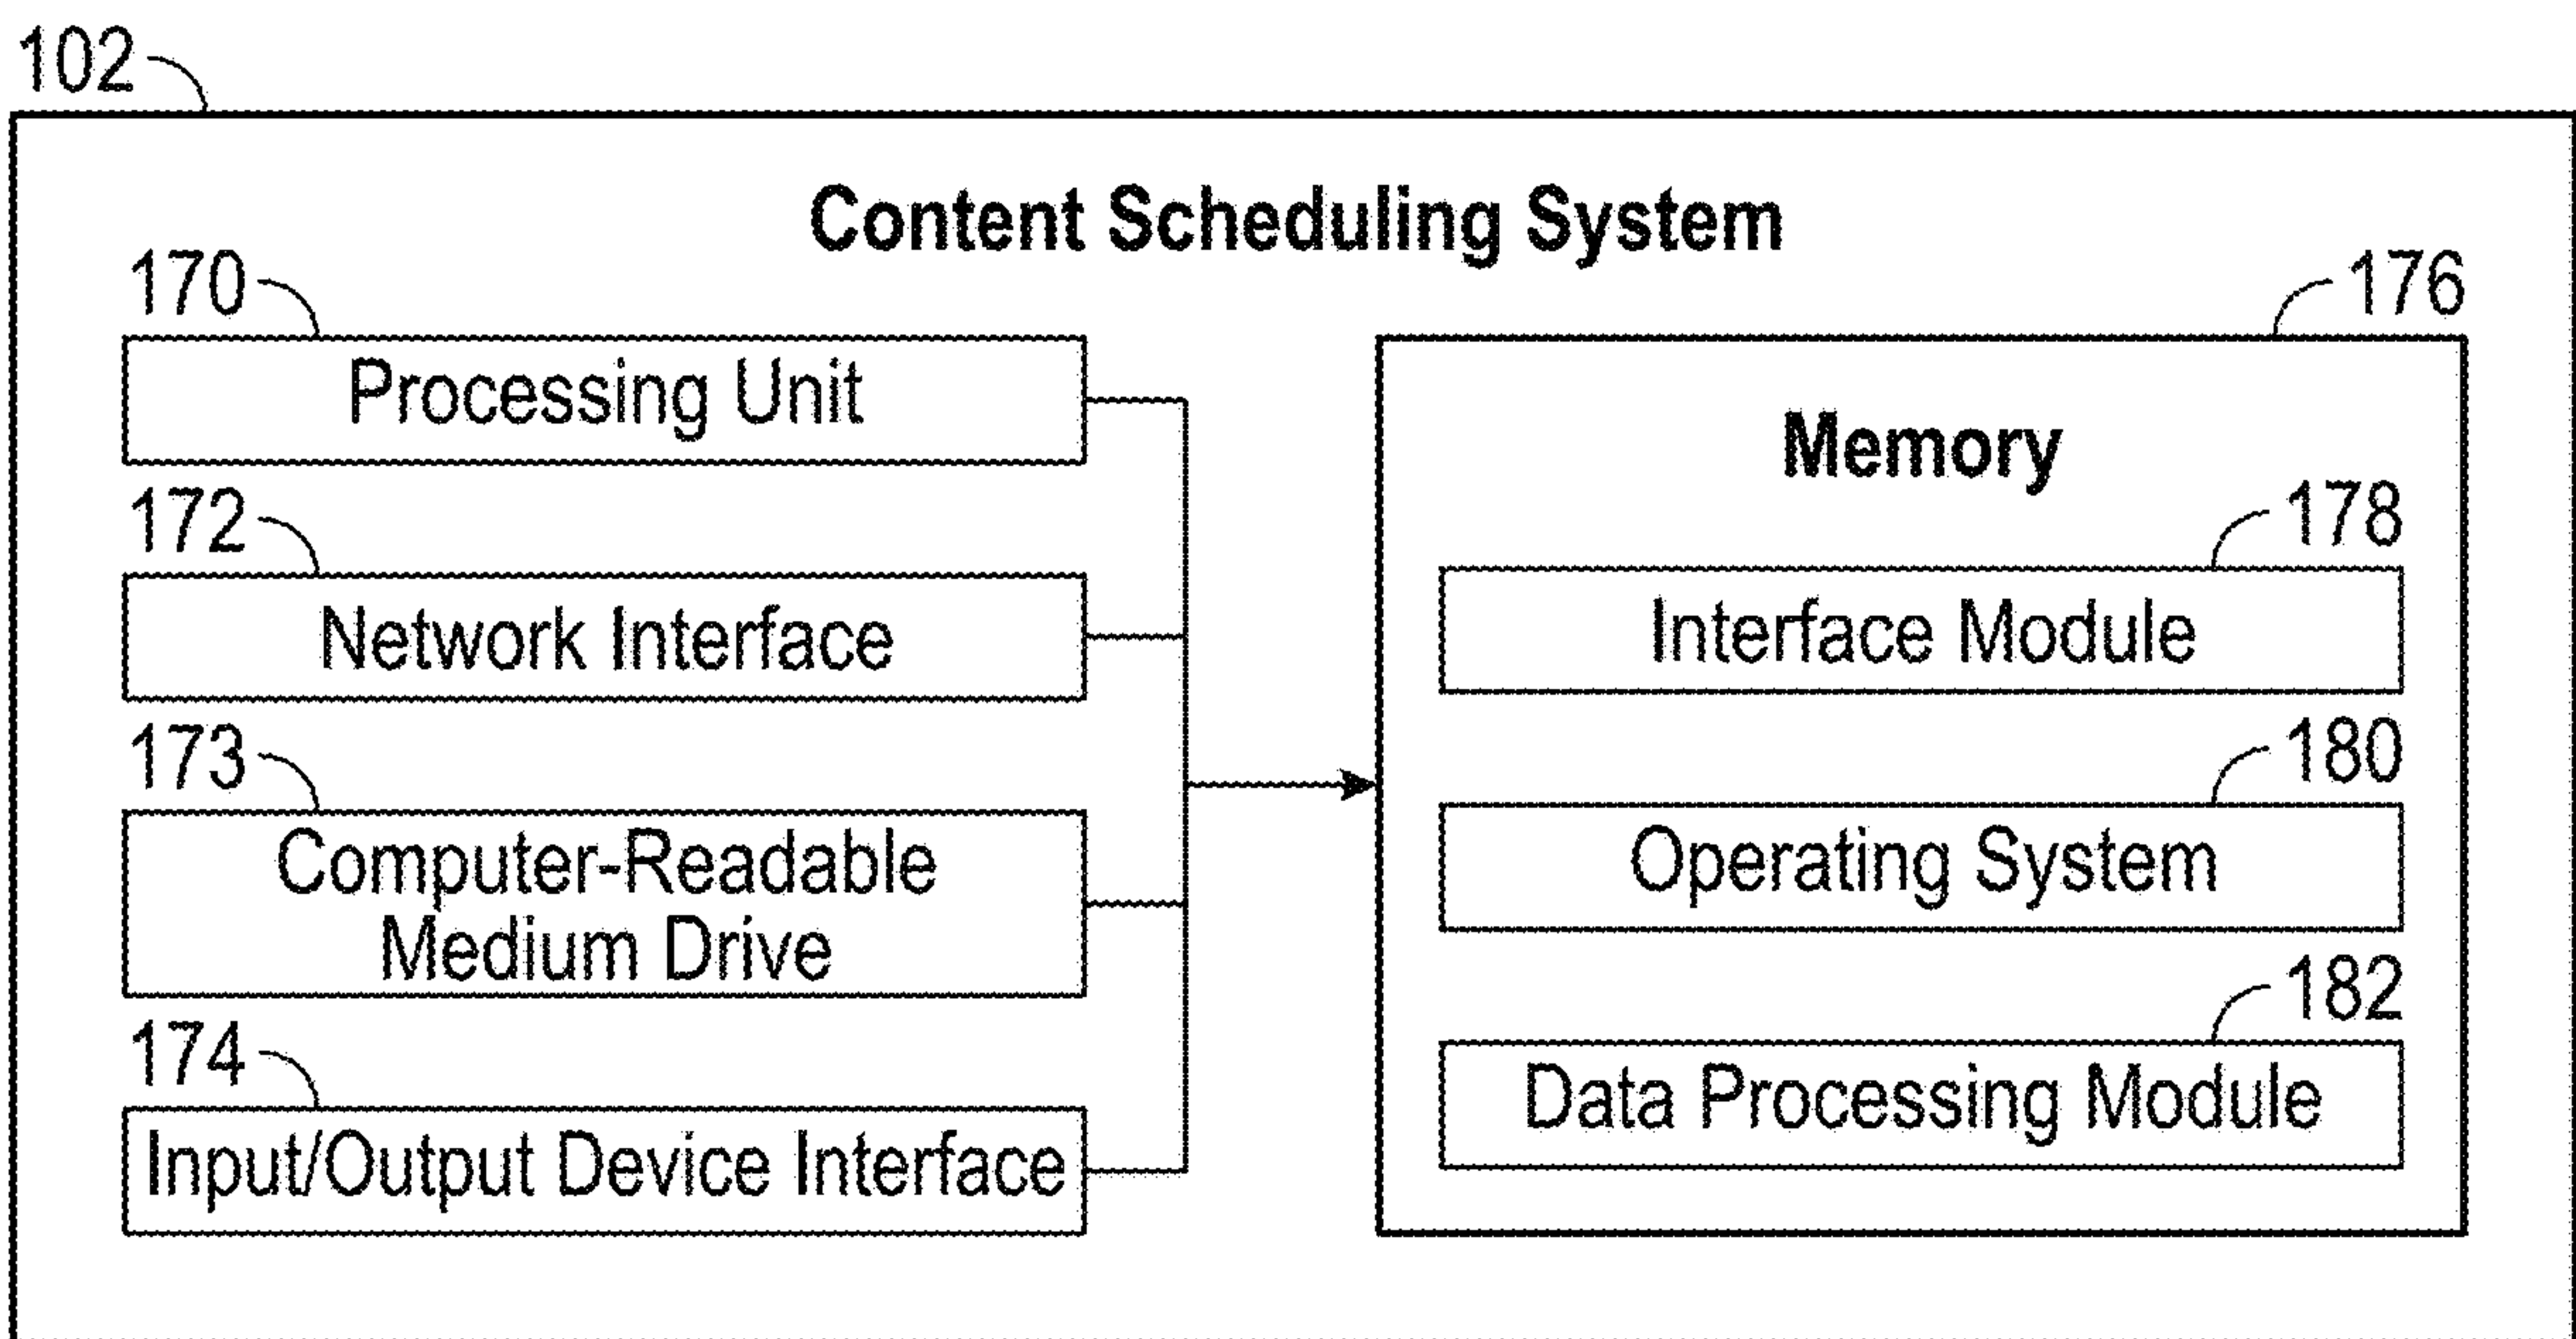 102
Content Scheduling System
170
Processing Unit
172
Network Interface
173
Computer-Readable
Medium Drive
174
Input/Output Device Interface
176
Memory
178
Interface Module
180
Operating System
182
Data Processing Module